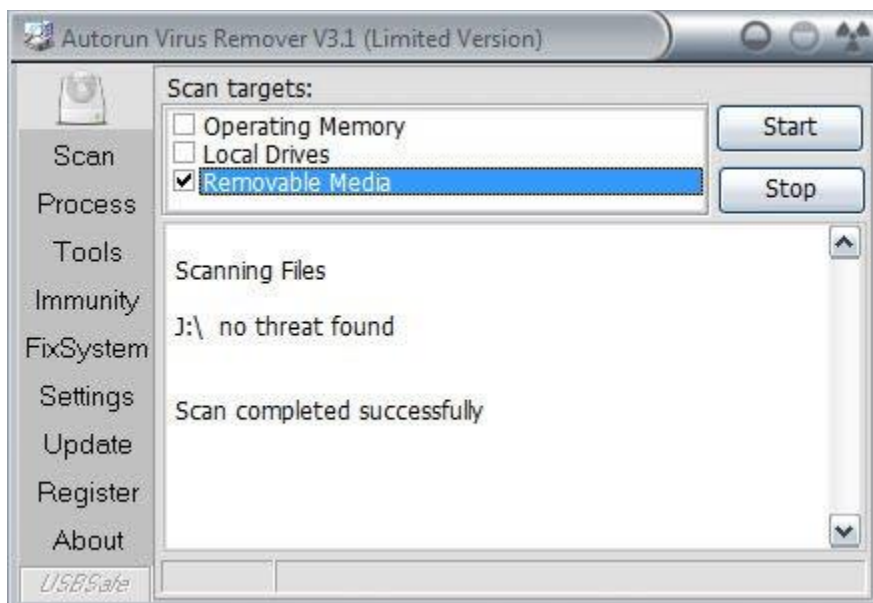 Autorun Virus Remover V3.1 (Limited Version)
Scan
Process
Tools
Immunity
FixSystem
Settings
Update
Register
About
USBSafe
Scan targets:
Operating Memory
Local Drives
Removable Media
Start
Stop
Scanning Files
J:\ no threat found
Scan completed successfully